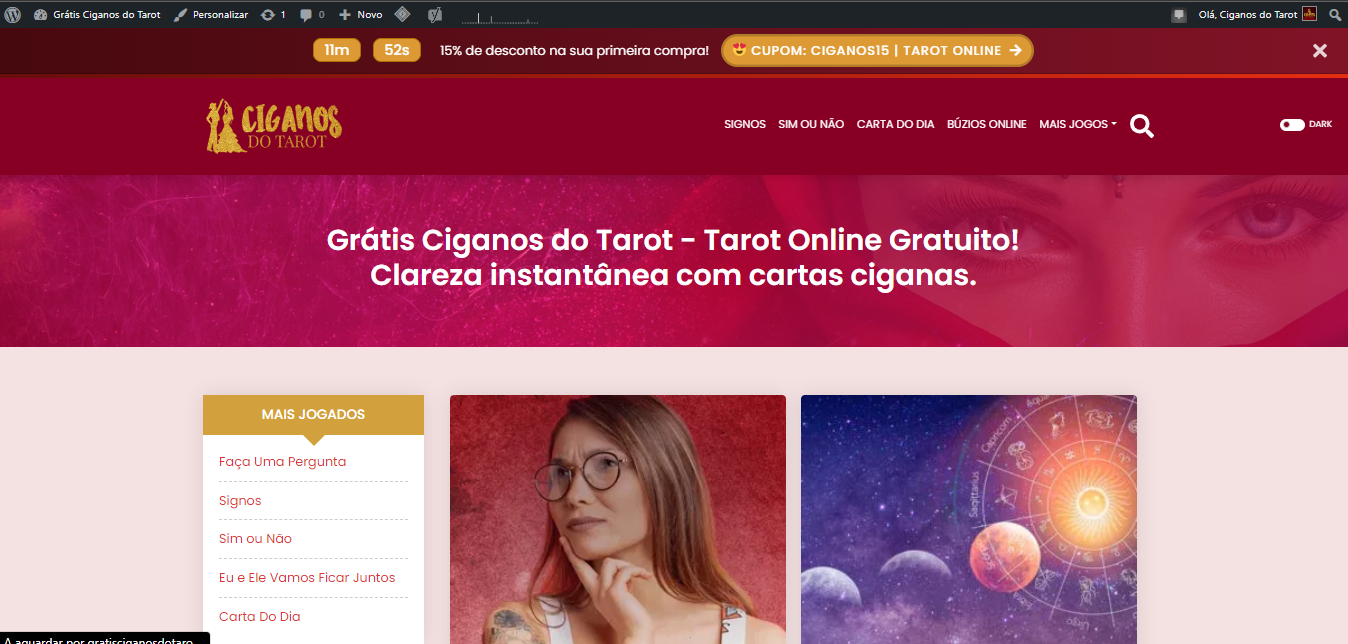 Grátis Ciganos do Tarot
Personalizar
1
0
Novo
Olá, Ciganos do Tarot
11m
52s
15% de desconto na sua primeira compra!
CUPOM: CIGANOS15 | TAROT ONLINE
CIGANOS
DO TAROT
SIGNOS
SIM OU NÃO
CARTA DO DIA
BÚZIOS ONLINE
MAIS JOGOS
DARK
Grátis Ciganos do Tarot - Tarot Online Gratuito!
Clareza instantânea com cartas ciganas.
MAIS JOGADOS
Faça Uma Pergunta
Signos
Sim ou Não
Eu e Ele Vamos Ficar Juntos
Carta Do Dia
Capricorn
Sagittarius
A aguardar por gratisciganosdotaro...